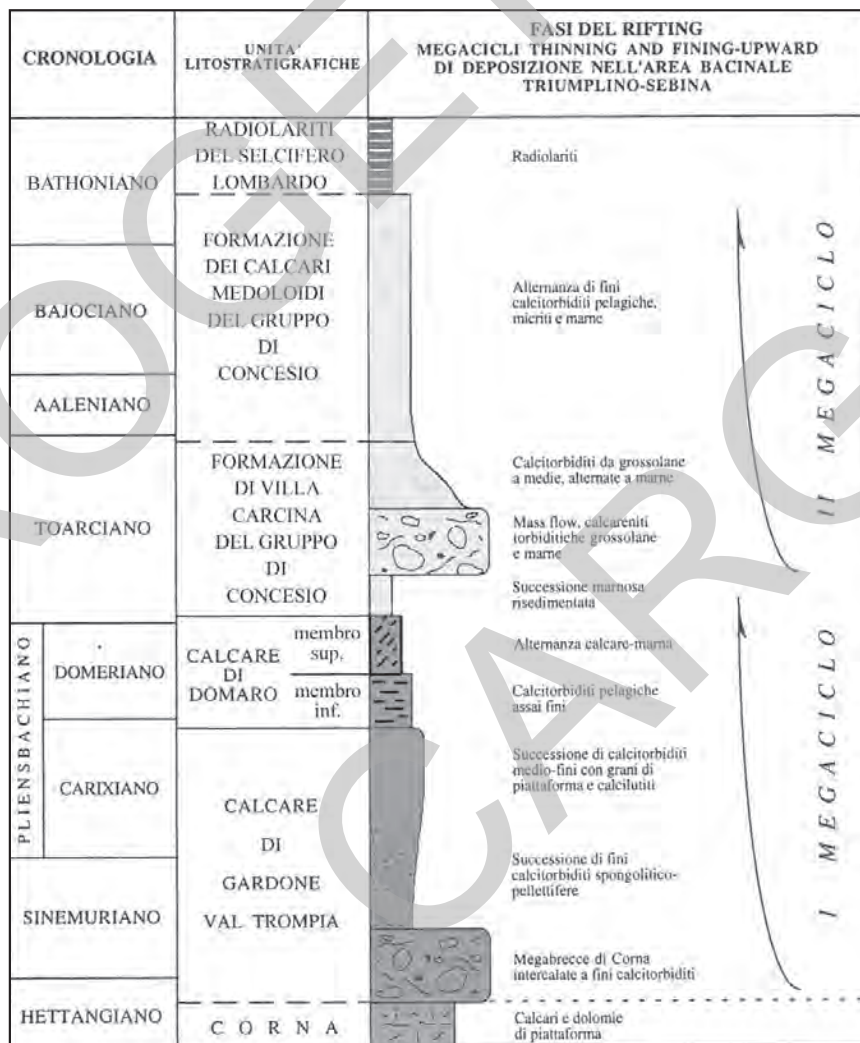 CRONOLOGIA
UNITA'
LITOSTRATIGRAFICHE
FASI DEL RIFTING
MEGACICLI THINNING AND FINING-UPWARD
DI DEPOSIZIONE NELL'AREA BACINALE
TRIUMPLINO-SEBINA
BATHONIANO
BAJOCIANO
AALENIANO
TOARCIANO
PLIENSBACHIANO
DOMERIANO
CARIXIANO
SINEMURIANO
HETTANGIANO
RADIOLARITI
DEL SELCIFERO
LOMBARDO
FORMAZIONE
DEI CALCARI
MEDOLOIDI
DEL GRUPPO
DI
CONCESIO
FORMAZIONE
DI VILLA
CARCINA
DEL GRUPPO
DI
CONCESIO
CALCARE
DI
DOMARO
membro
sup.
membro
inf.
CALCARE
DI
GARDONE
VAL TROMPIA
CORNA
Radiolariti
Alternanza di fini
calcitorbiditi pelagiche,
micriti e marne
Calcitorbiditi da grossolane
a medie, alternate a marne
Mass flow, calcareniti
torbiditiche grossolane
e marne
Successione marnosa
risedimentata
Alternanza calcare-marna
Calcitorbiditi pelagiche
assai fini
Successione di calcitorbiditi
medio-fini con grani di
piattaforma e calcilutiti
Successione di fini
calcitorbiditi spongolitico-
pellettifere
Megabrecce di Corna
intercalate a fini calcitorbiditi
Calcari e dolomie
di piattaforma
II MEGACICLO
I MEGACICLO